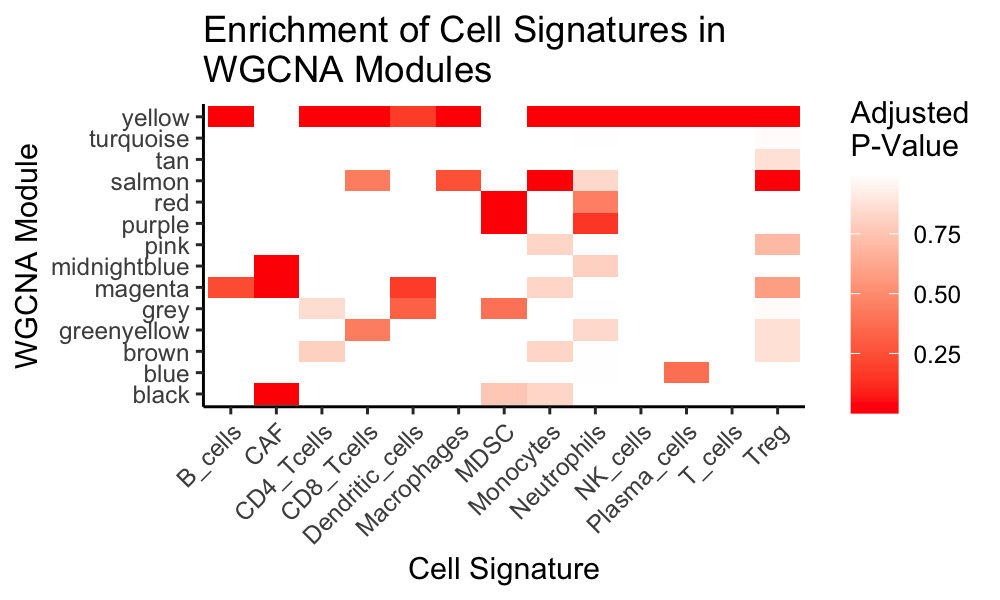 Enrichment of Cell Signatures in
WGCNA Modules
WGCNA Module
yellow
turquoise
tan
salmon
red
purple
pink
midnightblue
magenta
grey
greenyellow
brown
blue
black
B_cells
CAF
CD4_Tcells
CD8_Tcells
Dendritic_cells
Macrophages
MDSC
Monocytes
Neutrophils
NK_cells
Plasma_cells
T_cells
Treg
Cell Signature
Adjusted
P-Value
0.75
0.50
0.25